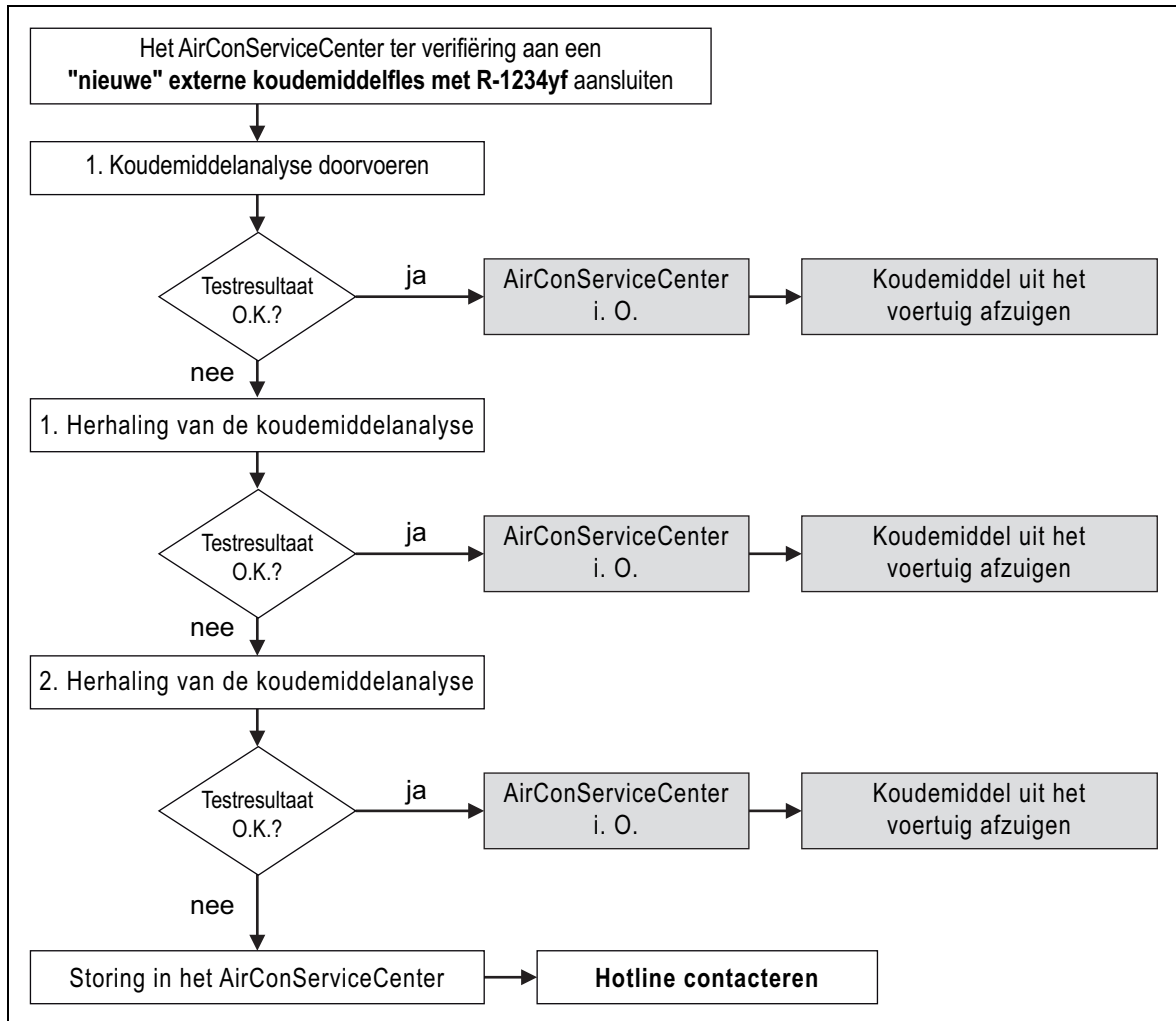 Het AirConServiceCenter ter verifiëring aan een
"nieuwe" externe koudemiddelfles met R-1234yf aansluiten
1. Koudemiddelanalyse doorvoeren
Testresultaat
O.K.?
ja
AirConServiceCenter
i. O.
Koudemiddel uit het
voertuig afzuigen
nee
1. Herhaling van de koudemiddelanalyse
Testresultaat
O.K.?
ja
AirConServiceCenter
i. O.
Koudemiddel uit het
voertuig afzuigen
nee
2. Herhaling van de koudemiddelanalyse
Testresultaat
O.K.?
ja
AirConServiceCenter
i. O.
Koudemiddel uit het
voertuig afzuigen
nee
Storing in het AirConServiceCenter
Hotline contacteren